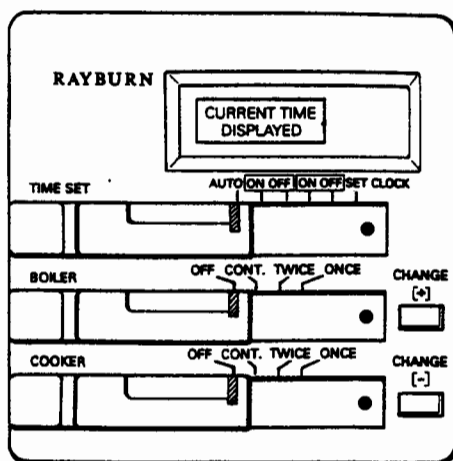 RAYBURN
CURRENT TIME
DISPLAYED
AUTO ON OFF ON OFF SET CLOCK
TIME SET
BOILER
OFF CONT. TWICE ONCE
CHANGE
[+]
COOKER
OFF CONT. TWICE ONCE
CHANGE
[-]